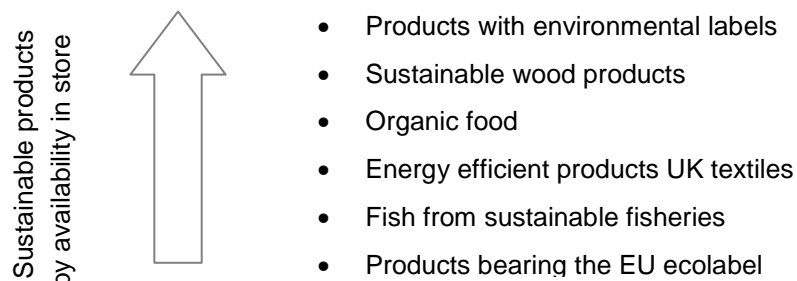 Sustainable products
by availability in store
• Products with environmental labels
• Sustainable wood products
• Organic food
• Energy efficient products UK textiles
• Fish from sustainable fisheries
• Products bearing the EU ecolabel